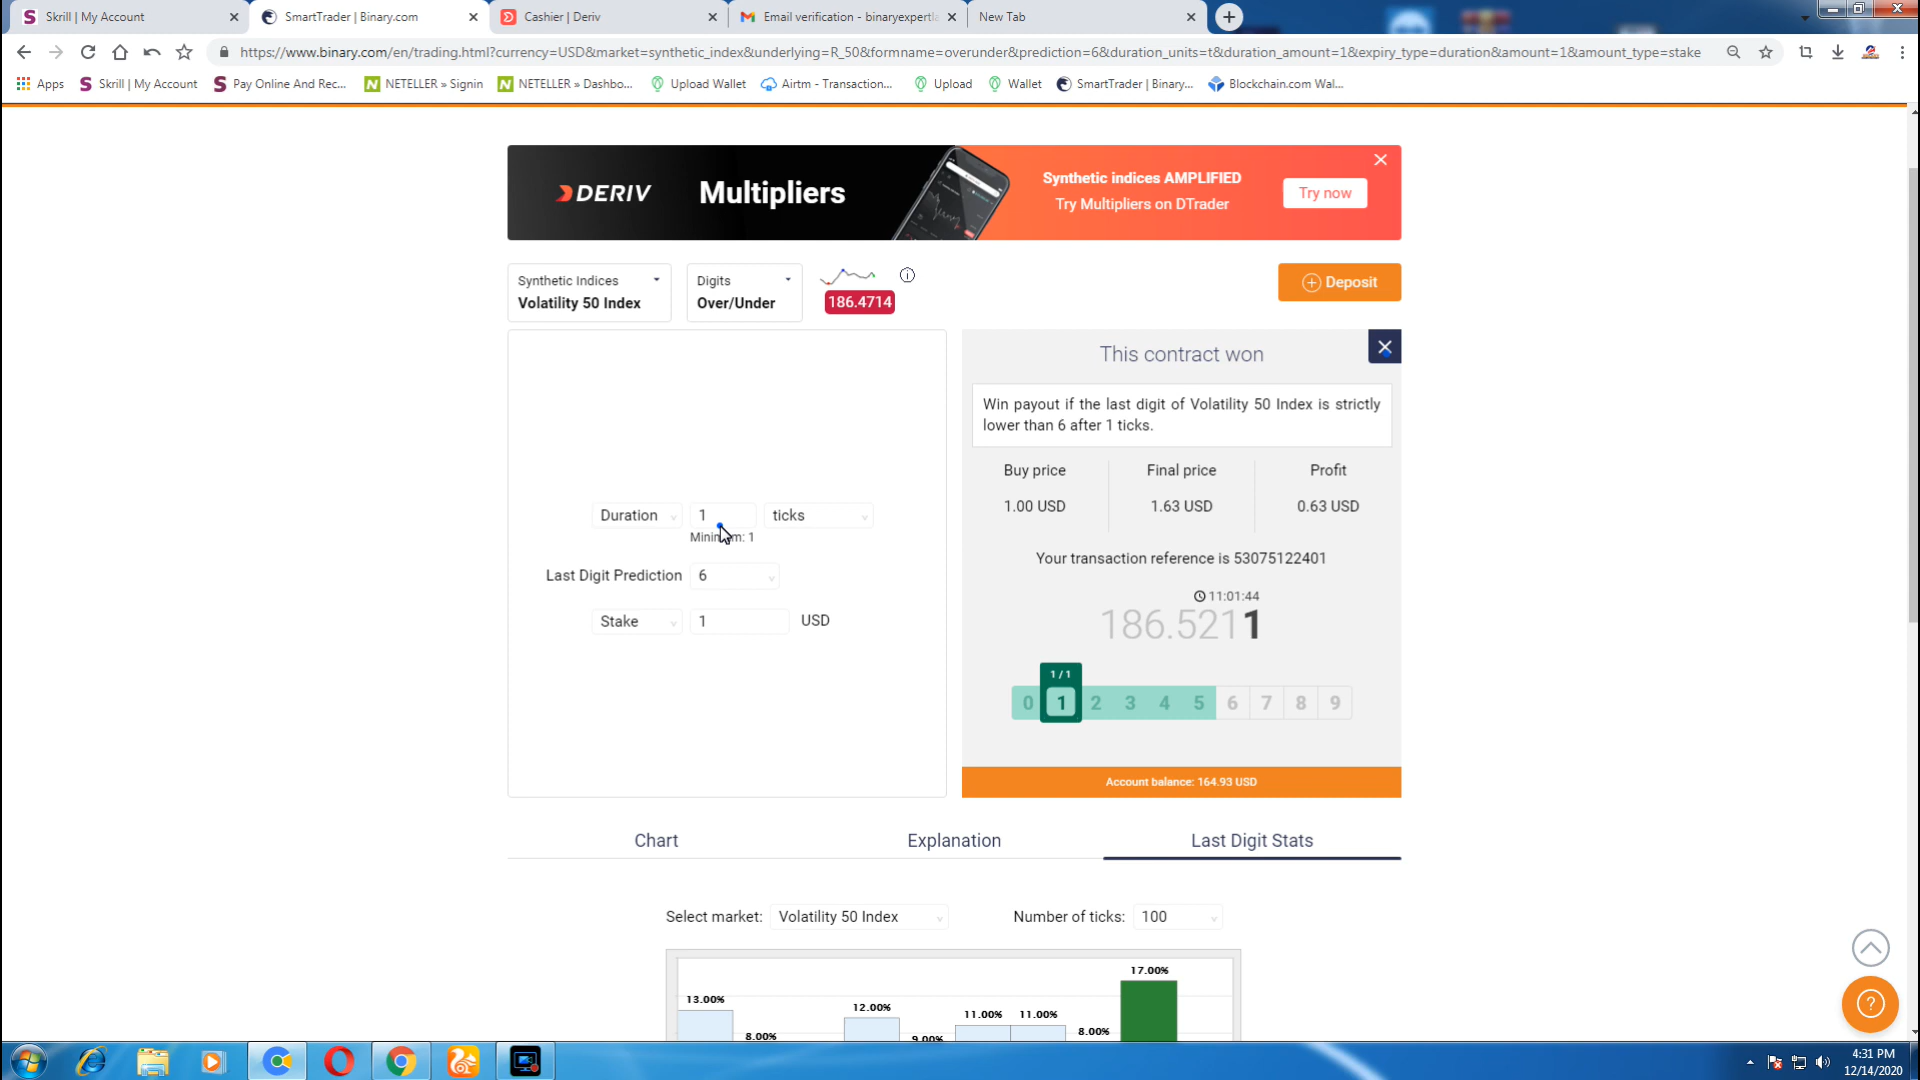 Skrill | My Account
SmartTrader | Binary.com
Cashier | Deriv
Email verification - binaryexpertla
New Tab
https://www.binary.com/en/trading.html?currency=USD&market=synthetic_index&underlying=R_50&formname=overunder&prediction=6&duration_units=t&duration_amount=1&expiry_type=duration&amount=1&amount_type=stake
Apps
Skrill | My Account
Pay Online And Rec...
NETELLER » Signin
NETELLER » Dashbo...
Upload Wallet
Airtm - Transaction...
Upload
Wallet
SmartTrader | Binary...
Blockchain.com Wal...
DERIV
Multipliers
Synthetic indices AMPLIFIED
Try Multipliers on DTrader
Try now
Synthetic Indices
Volatility 50 Index
Digits
Over/Under
186.4714
Deposit
This contract won
Win payout if the last digit of Volatility 50 Index is strictly
lower than 6 after 1 ticks.
Buy price Final price Profit
1.00 USD 1.63 USD 0.63 USD
Your transaction reference is 53075122401
11:01:44
186.5211
1 / 1
0 1 2 3 4 5 6 7 8 9
Account balance: 164.93 USD
Duration 1 ticks
Minimum: 1
Last Digit Prediction 6
Stake 1 USD
Chart Explanation Last Digit Stats
Select market: Volatility 50 Index Number of ticks: 100
17.00%
13.00%
12.00%
11.00% 11.00%
8.00%
8.00%
9.00%
4:31 PM
12/14/2020